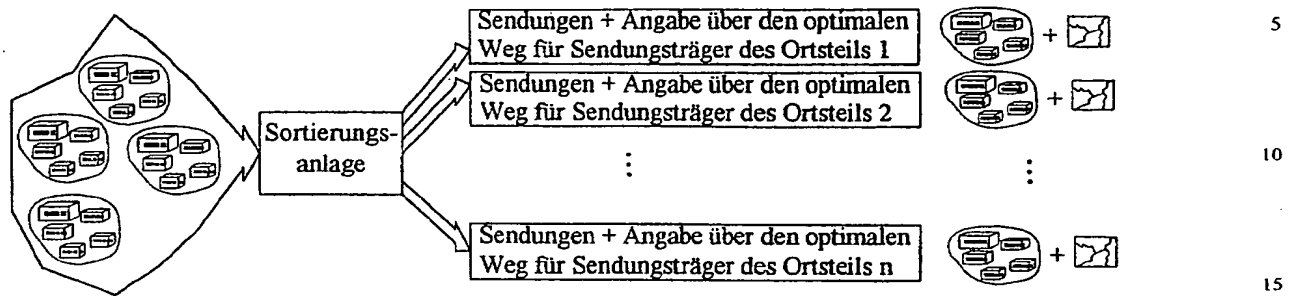 Sendungen + Angabe über den optimalen
Weg für Sendungsträger des Ortsteils 1
+
5
Sendungen + Angabe über den optimalen
Weg für Sendungsträger des Ortsteils 2
+
Sortierungs-
anlage
⋮
⋮
10
Sendungen + Angabe über den optimalen
Weg für Sendungsträger des Ortsteils n
+
15